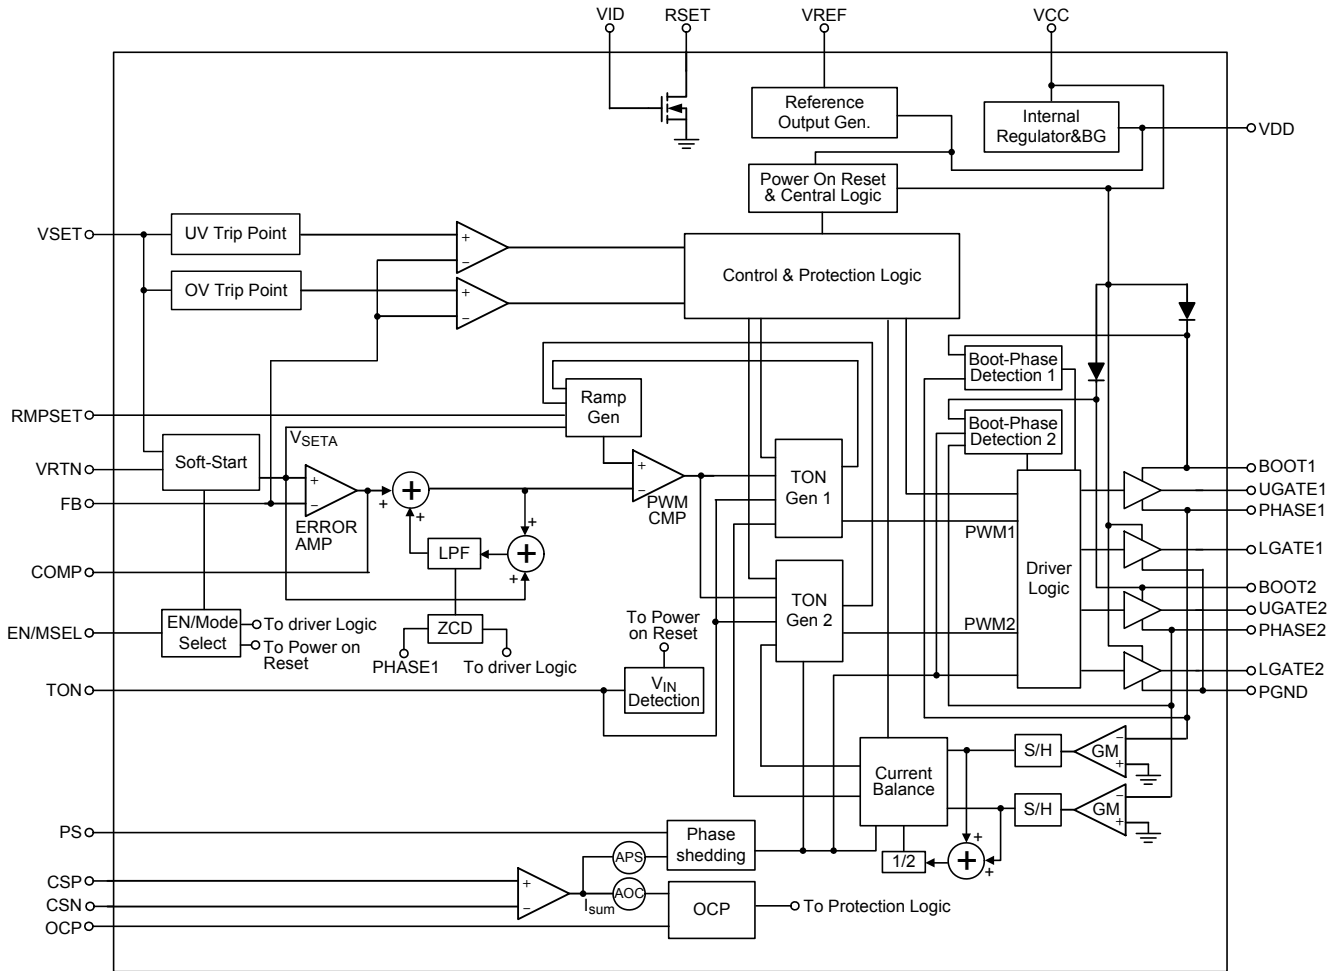 VID
RSET
VREF
VCC
Reference
Output Gen.
Internal
Regulator&BG
VDD
Power On Reset
& Central Logic
VSET
UV Trip Point
+
−
Control & Protection Logic
OV Trip Point
+
−
Boot-Phase
Detection 1
Ramp
Gen
RMPSET
Boot-Phase
Detection 2
VSETA
Soft-Start
VRTN
FB
+
−
ERROR
AMP
+
+
+
+
−
PWM
CMP
TON
Gen 1
BOOT1
UGATE1
PHASE1
PWM1
LPF
+
+
+
LGATE1
COMP
Driver
Logic
TON
Gen 2
BOOT2
UGATE2
PHASE2
EN/MSEL
EN/Mode
Select
To driver Logic
To Power on
Reset
ZCD
PHASE1
To driver Logic
To Power
on Reset
PWM2
LGATE2
PGND
TON
VIN
Detection
Current
Balance
S/H
GM
−
+
S/H
GM
−
+
PS
Phase
shedding
1/2
+
+
+
APS
CSP
CSN
+
−
Isum
AOC
OCP
To Protection Logic
OCP